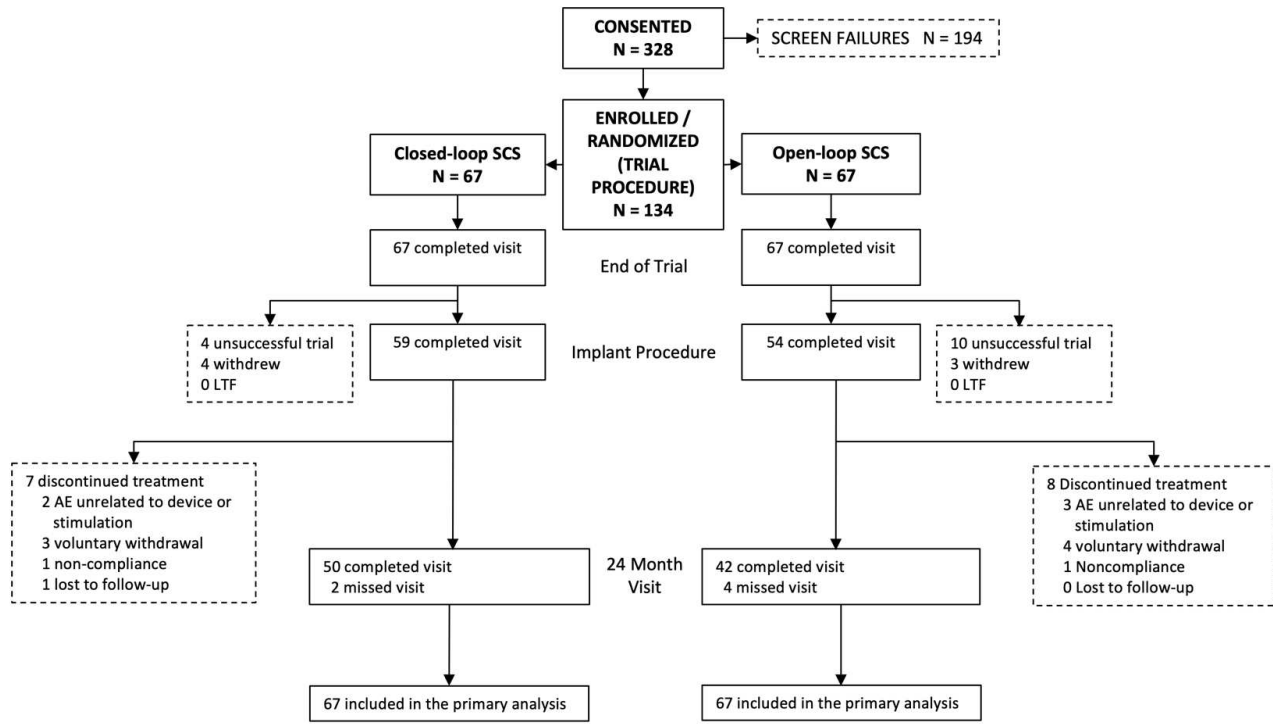 CONSENTED
N = 328
SCREEN FAILURES N = 194
ENROLLED /
RANDOMIZED
(TRIAL
PROCEDURE)
N = 134
Closed-loop SCS
N = 67
Open-loop SCS
N = 67
67 completed visit
End of Trial
67 completed visit
4 unsuccessful trial
4 withdrew
0 LTF
59 completed visit
Implant Procedure
54 completed visit
10 unsuccessful trial
3 withdrew
0 LTF
7 discontinued treatment
2 AE unrelated to device or
stimulation
3 voluntary withdrawal
1 non-compliance
1 lost to follow-up
50 completed visit
2 missed visit
24 Month
Visit
42 completed visit
4 missed visit
8 Discontinued treatment
3 AE unrelated to device or
stimulation
4 voluntary withdrawal
1 Noncompliance
0 Lost to follow-up
67 included in the primary analysis
67 included in the primary analysis